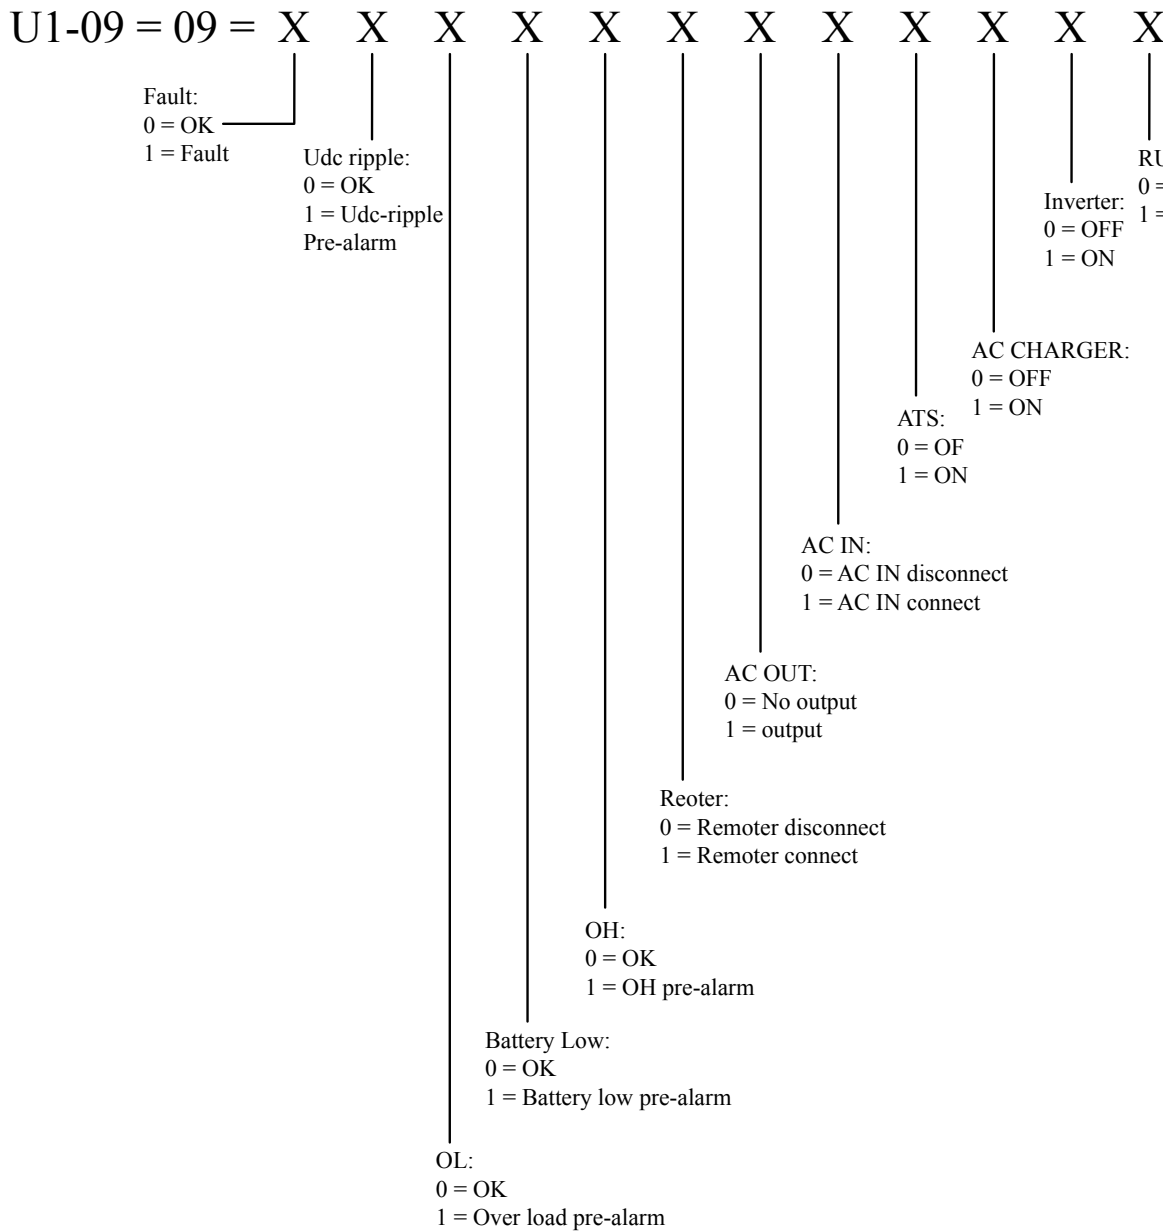 U1-09 = 09 = X X X X X X X X X X X X
Fault:
0 = OK
1 = Fault
Udc ripple:
0 = OK
1 = Udc-ripple
Pre-alarm
RU
0 =
1 =
Inverter:
0 = OFF
1 = ON
AC CHARGER:
0 = OFF
1 = ON
ATS:
0 = OF
1 = ON
AC IN:
0 = AC IN disconnect
1 = AC IN connect
AC OUT:
0 = No output
1 = output
Reoter:
0 = Remoter disconnect
1 = Remoter connect
OH:
0 = OK
1 = OH pre-alarm
Battery Low:
0 = OK
1 = Battery low pre-alarm
OL:
0 = OK
1 = Over load pre-alarm